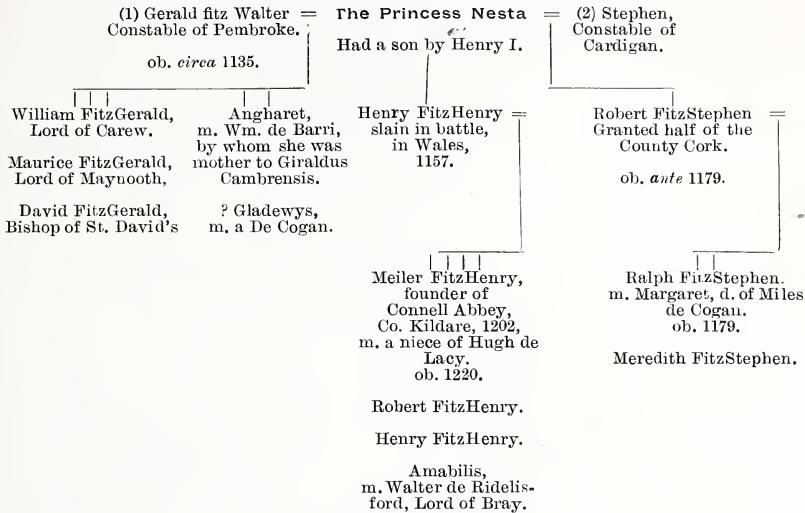 (1) Gerald fitz Walter = The Princess Nesta = (2) Stephen,
Constable of Pembroke.
Constable of
Cardigan.
ob. circa 1135.
Had a son by Henry I.
William FitzGerald,
Lord of Carew.
Maurice FitzGerald,
Lord of Maynooth,
David FitzGerald,
Bishop of St. David's
Angharet,
m. Wm. de Barri,
by whom she was
mother to Giraldus
Cambrensis.
? Gladewys,
m. a De Cogan.
Henry FitzHenry =
slain in battle,
in Wales,
1157.
Robert FitzStephen =
Granted half of the
County Cork.
ob. ante 1179.
Meiler FitzHenry,
founder of
Connell Abbey,
Co. Kildare, 1202,
m. a niece of Hugh de
Lacy.
ob. 1220.
Robert FitzHenry.
Henry FitzHenry.
Amabilis,
m. Walter de Ridelis-
ford, Lord of Bray.
Ralph FitzStephen.
m. Margaret, d. of Miles
de Cogan.
ob. 1179.
Meredith FitzStephen.